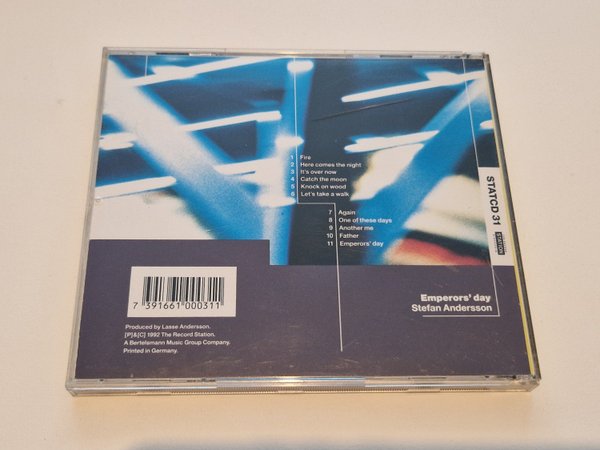 1 Fire
2 Here comes the night
3 It's over now
4 Catch the moon
5 Knock on wood
6 Let's take a walk
7 Again
8 One of these days
9 Another me
10 Father
11 Emperors' day
STATCD 31
STATION
Emperors' day
Stefan Andersson
7 391661 000311
Produced by Lasse Andersson.
[P]&[C] 1992 The Record Station.
A Bertelsmann Music Group Company.
Printed in Germany.